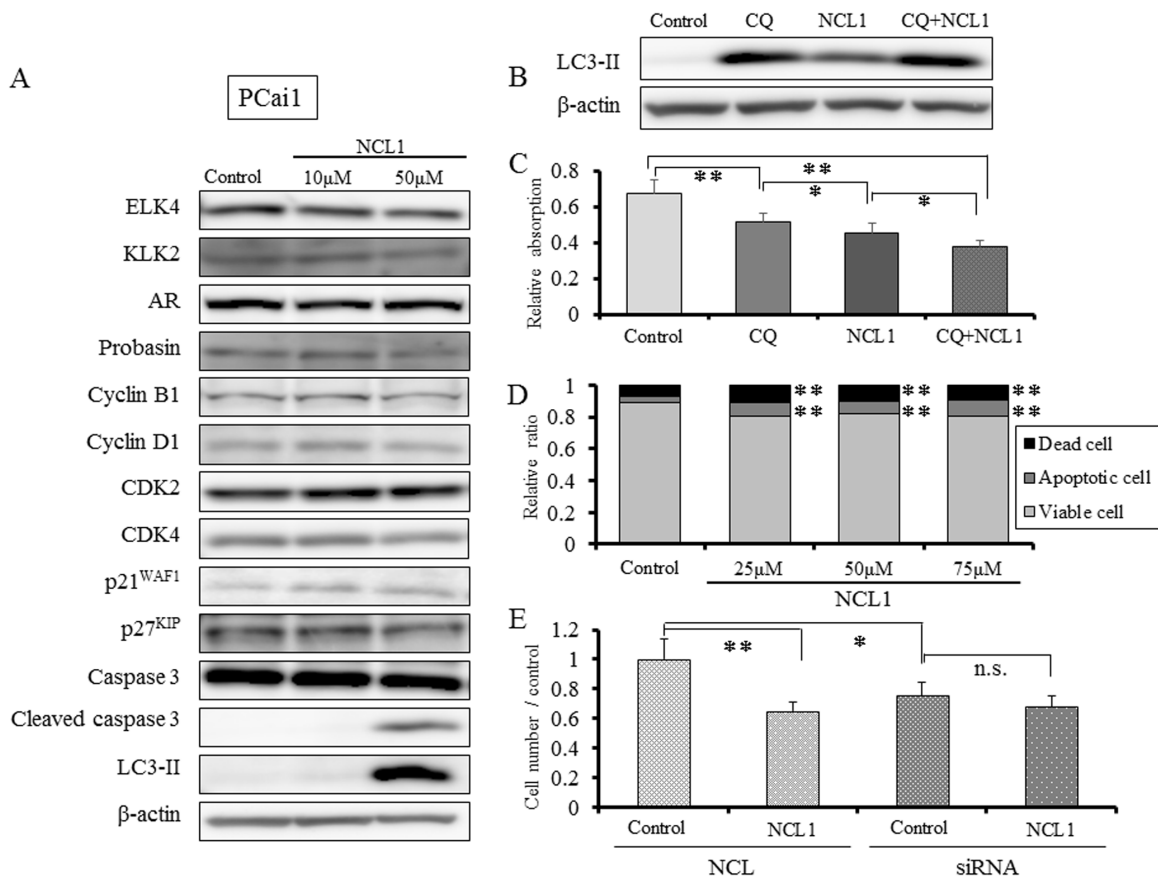 A
PCai1
NCL1
Control 10μM 50μM
ELK4
KLK2
AR
Probasin
Cyclin B1
Cyclin D1
CDK2
CDK4
p21WAF1
p27KIP
Caspase 3
Cleaved caspase 3
LC3-II
β-actin
B
Control CQ NCL1 CQ+NCL1
LC3-II
β-actin
C
Relative absorption
0.8
0.6
0.4
0.2
0
** ** * *
Control CQ NCL1 CQ+NCL1
D
Relative ratio
1
0.8
0.6
0.4
0.2
0
** ** **
** ** **
Dead cell
Apoptotic cell
Viable cell
Control 25μM 50μM 75μM
NCL1
E
Cell number / control
1.2
1
0.8
0.6
0.4
0.2
0
** * n.s.
Control NCL1 Control NCL1
NCL siRNA